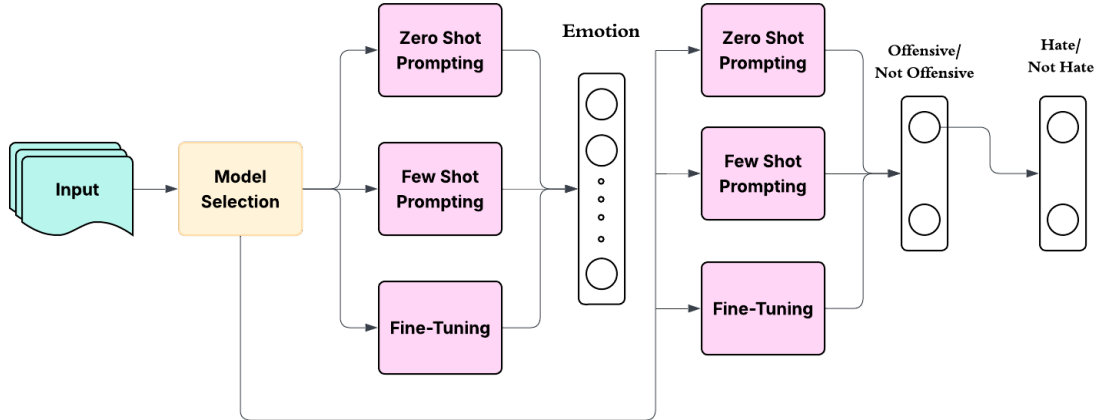 Input
Model
Selection
Zero Shot
Prompting
Few Shot
Prompting
Fine-Tuning
Emotion
Zero Shot
Prompting
Few Shot
Prompting
Fine-Tuning
Offensive/
Not Offensive
Hate/
Not Hate